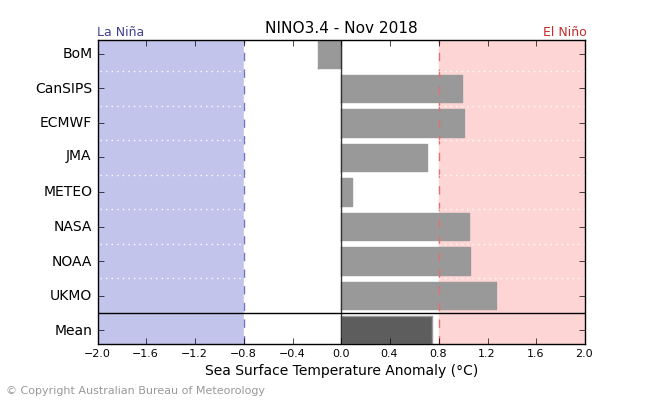 NINO3.4 - Nov 2018
La Niña
El Niño
BoM
CanSIPS
ECMWF
JMA
METEO
NASA
NOAA
UKMO
Mean
−2.0 −1.6 −1.2 −0.8 −0.4 0.0 0.4 0.8 1.2 1.6 2.0
Sea Surface Temperature Anomaly (°C)
© Copyright Australian Bureau of Meteorology